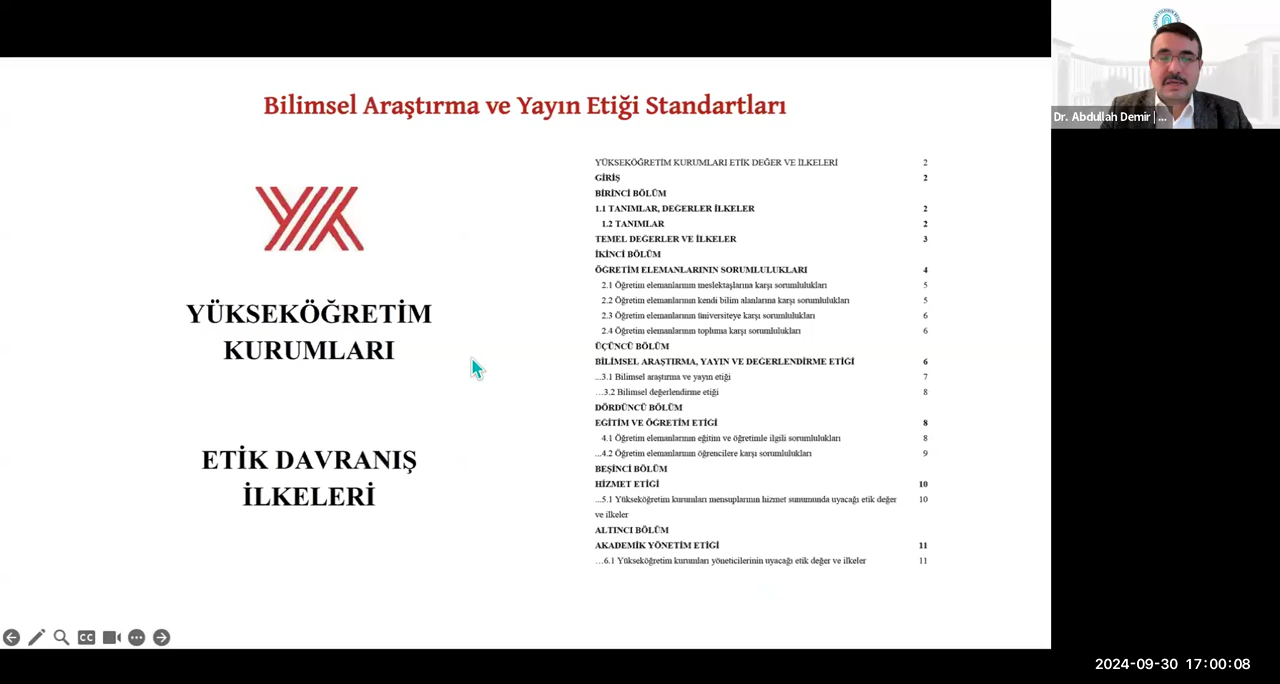 Bilimsel Araştırma ve Yayın Etiği Standartları
YÜKSEKÖĞRETİM
KURUMLARI
ETİK DAVRANIŞ
İLKELERİ
YÜKSEKÖĞRETİM KURUMLARI ETİK DEĞER VE İLKELERİ 2
GİRİŞ 2
BİRİNCİ BÖLÜM
1.1 TANIMLAR, DEĞERLER İLKELER 2
1.2 TANIMLAR 2
TEMEL DEĞERLER VE İLKELER 3
İKİNCİ BÖLÜM
ÖĞRETİM ELEMANLARININ SORUMLULUKLARI 4
2.1 Öğretim elemanlarının meslektaşlarına karşı sorumlulukları 5
2.2 Öğretim elemanlarının kendi bilim alanlarına karşı sorumlulukları 5
2.3 Öğretim elemanlarının üniversiteye karşı sorumlulukları 6
2.4 Öğretim elemanlarının topluma karşı sorumlulukları 6
ÜÇÜNCÜ BÖLÜM
BİLİMSEL ARAŞTIRMA, YAYIN VE DEĞERLENDİRME ETİĞİ 6
...3.1 Bilimsel araştırma ve yayın etiği 7
...3.2 Bilimsel değerlendirme etiği 8
DÖRDÜNCÜ BÖLÜM
EĞİTİM VE ÖĞRETİM ETİĞİ 8
4.1 Öğretim elemanlarının eğitim ve öğretimle ilgili sorumlulukları 8
...4.2 Öğretim elemanlarının öğrencilere karşı sorumlulukları 9
BEŞİNCİ BÖLÜM
HİZMET ETİĞİ 10
...5.1 Yükseköğretim kurumları mensuplarının hizmet sunumunda uyacağı etik değer 10
ve ilkeler
ALTINCI BÖLÜM
AKADEMİK YÖNETİM ETİĞİ 11
...6.1 Yükseköğretim kurumları yöneticilerinin uyacağı etik değer ve ilkeler 11
CC
Dr. Abdullah Demir | ...
2024-09-30 17:00:08